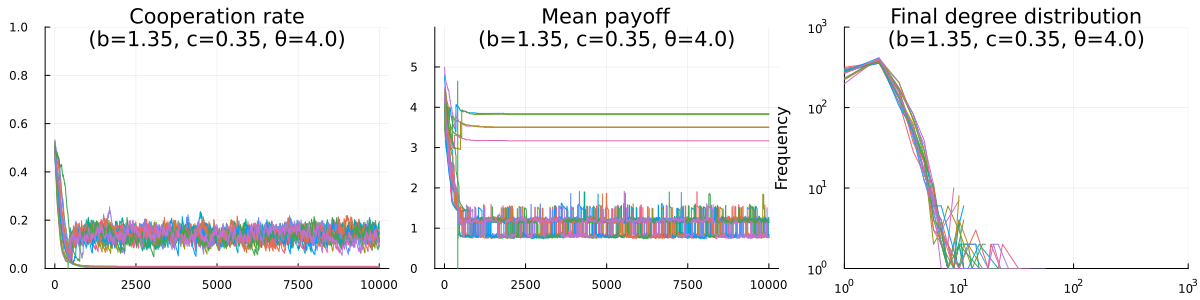 Cooperation rate
(b=1.35, c=0.35, θ=4.0)
1.0
0.8
0.6
0.4
0.2
0.0
0 2500 5000 7500 10000
Mean payoff
(b=1.35, c=0.35, θ=4.0)
5
4
3
2
1
0
0 2500 5000 7500 10000
Final degree distribution
(b=1.35, c=0.35, θ=4.0)
Frequency
10³
10²
10¹
10⁰
10⁰ 10¹ 10² 10³